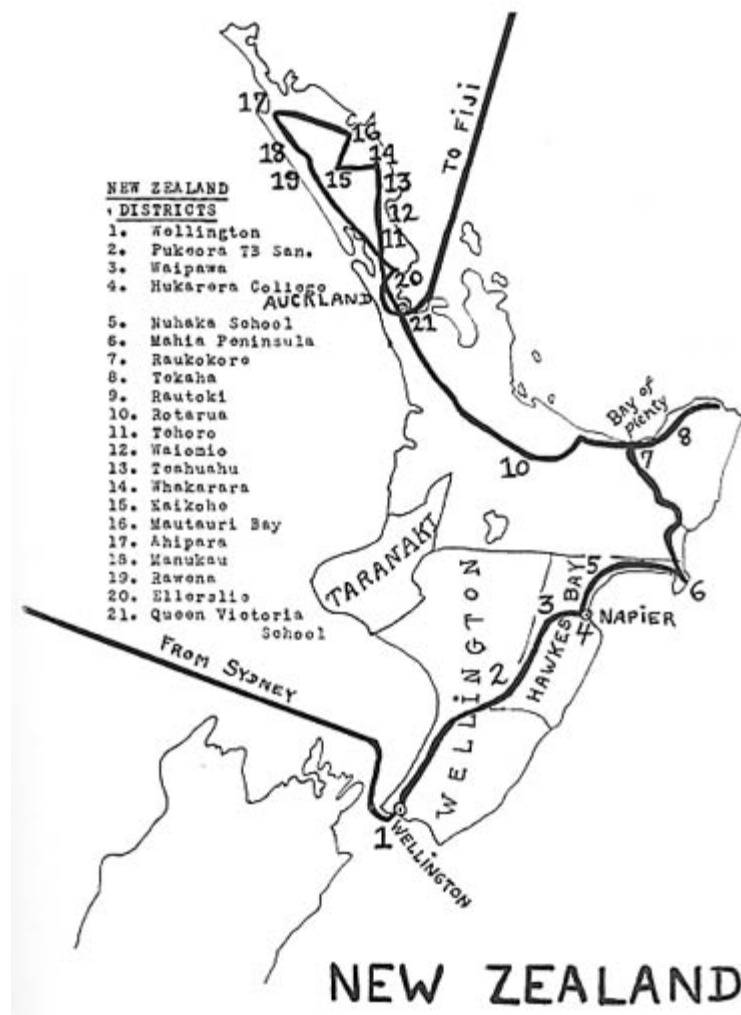 TO FIJI
17
16
18
14
15
13
19
12
11
20
AUCKLAND
21
NEW ZEALAND
DISTRICTS
1. Wellington
2. Pukeora TB San.
3. Waipawa
4. Hukarera College
5. Nuhaka School
6. Mahia Peninsula
7. Raukokore
8. Tokaha
9. Rautoki
10. Rotarua
11. Tohoro
12. Waiomio
13. Teahuahu
14. Whakarara
15. Kaikohe
16. Mautauri Bay
17. Ahipara
18. Manukau
19. Rawena
20. Ellerslie
21. Queen Victoria
School
BAY OF
PLENTY
8
7
10
TARANAKI
WELLINGTON
5
6
HAWKES BAY
3
4
NAPIER
2
FROM SYDNEY
1
WELLINGTON
NEW ZEALAND